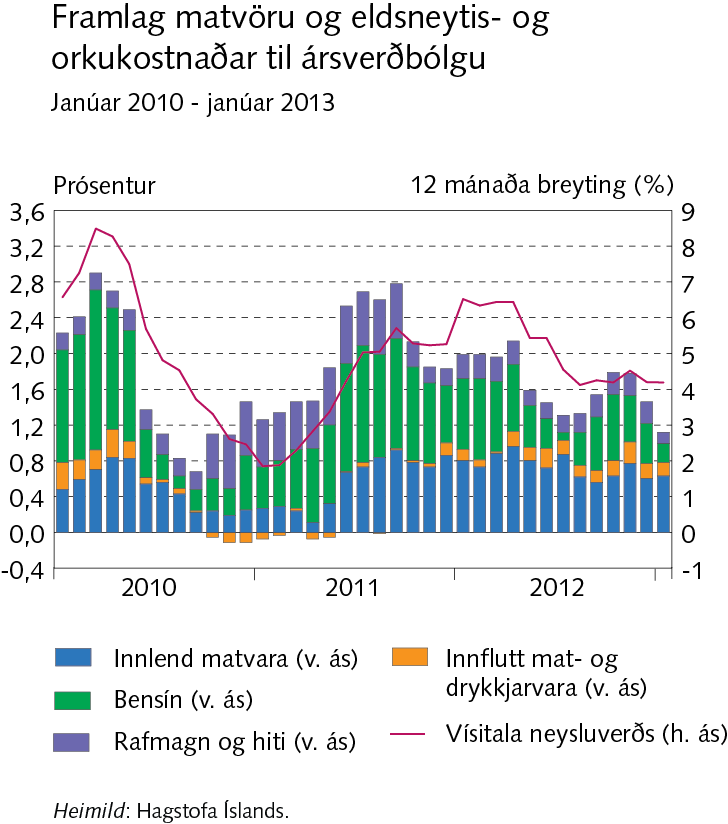 Framlag matvöru og eldsneytis- og
orkukostnaðar til ársverðbólgu
Janúar 2010 - janúar 2013
Prósentur
12 mánaða breyting (%)
3,6
3,2
2,8
2,4
2,0
1,6
1,2
0,8
0,4
0,0
-0,4
9
8
7
6
5
4
3
2
1
0
-1
2010
2011
2012
Innlend matvara (v. ás)
Bensín (v. ás)
Rafmagn og hiti (v. ás)
Innflutt mat- og
drykkjarvara (v. ás)
Vísitala neysluverðs (h. ás)
Heimild: Hagstofa Íslands.